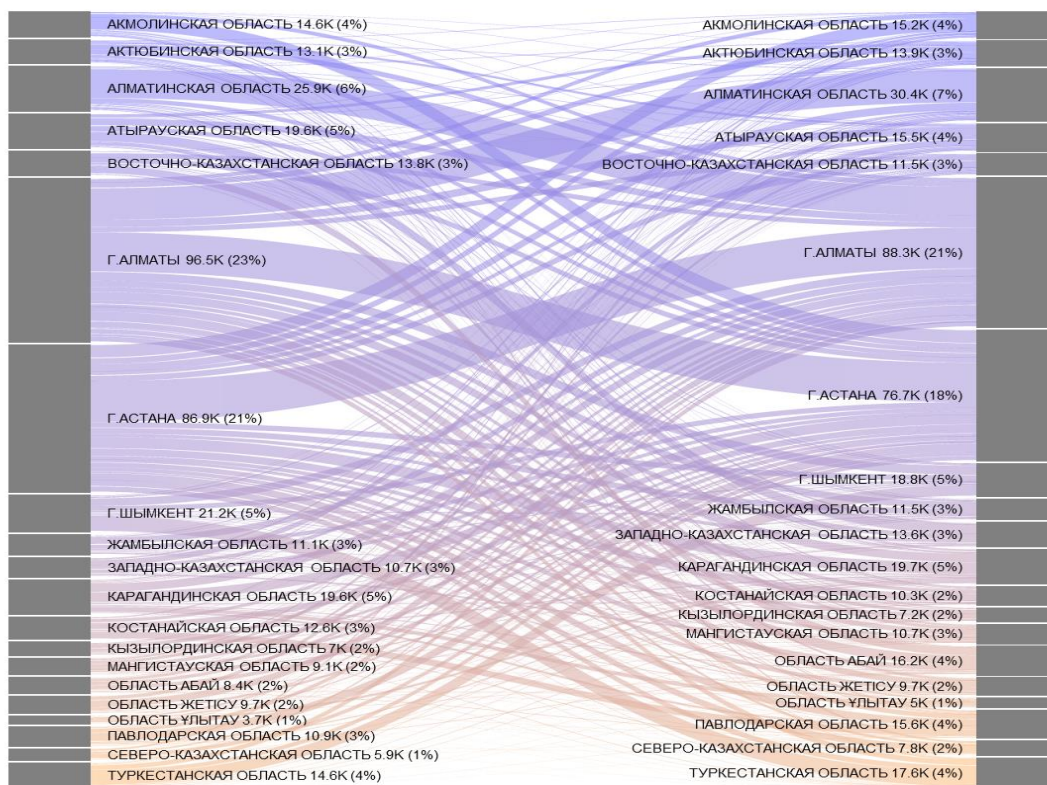 АКМОЛИНСКАЯ ОБЛАСТЬ 14.6K (4%)
АКТЮБИНСКАЯ ОБЛАСТЬ 13.1K (3%)
АЛМАТИНСКАЯ ОБЛАСТЬ 25.9K (6%)
АТЫРАУСКАЯ ОБЛАСТЬ 19.6K (5%)
ВОСТОЧНО-КАЗАХСТАНСКАЯ ОБЛАСТЬ 13.8K (3%)
Г.АЛМАТЫ 96.5K (23%)
Г.АСТАНА 86.9K (21%)
Г.ШЫМКЕНТ 21.2K (5%)
ЖАМБЫЛСКАЯ ОБЛАСТЬ 11.1K (3%)
ЗАПАДНО-КАЗАХСТАНСКАЯ ОБЛАСТЬ 10.7K (3%)
КАРАГАНДИНСКАЯ ОБЛАСТЬ 19.6K (5%)
КОСТАНАЙСКАЯ ОБЛАСТЬ 12.6K (3%)
КЫЗЫЛОРДИНСКАЯ ОБЛАСТЬ 7K (2%)
МАНГИСТАУСКАЯ ОБЛАСТЬ 9.1K (2%)
ОБЛАСТЬ АБАЙ 8.4K (2%)
ОБЛАСТЬ ЖЕТІСУ 9.7K (2%)
ОБЛАСТЬ ҰЛЫТАУ 3.7K (1%)
ПАВЛОДАРСКАЯ ОБЛАСТЬ 10.9K (3%)
СЕВЕРО-КАЗАХСТАНСКАЯ ОБЛАСТЬ 5.9K (1%)
ТУРКЕСТАНСКАЯ ОБЛАСТЬ 14.6K (4%)
АКМОЛИНСКАЯ ОБЛАСТЬ 15.2K (4%)
АКТЮБИНСКАЯ ОБЛАСТЬ 13.9K (3%)
АЛМАТИНСКАЯ ОБЛАСТЬ 30.4K (7%)
АТЫРАУСКАЯ ОБЛАСТЬ 15.5K (4%)
ВОСТОЧНО-КАЗАХСТАНСКАЯ ОБЛАСТЬ 11.5K (3%)
Г.АЛМАТЫ 88.3K (21%)
Г.АСТАНА 76.7K (18%)
Г.ШЫМКЕНТ 18.8K (5%)
ЖАМБЫЛСКАЯ ОБЛАСТЬ 11.5K (3%)
ЗАПАДНО-КАЗАХСТАНСКАЯ ОБЛАСТЬ 13.6K (3%)
КАРАГАНДИНСКАЯ ОБЛАСТЬ 19.7K (5%)
КОСТАНАЙСКАЯ ОБЛАСТЬ 10.3K (2%)
КЫЗЫЛОРДИНСКАЯ ОБЛАСТЬ 7.2K (2%)
МАНГИСТАУСКАЯ ОБЛАСТЬ 10.7K (3%)
ОБЛАСТЬ АБАЙ 16.2K (4%)
ОБЛАСТЬ ЖЕТІСУ 9.7K (2%)
ОБЛАСТЬ ҰЛЫТАУ 5K (1%)
ПАВЛОДАРСКАЯ ОБЛАСТЬ 15.6K (4%)
СЕВЕРО-КАЗАХСТАНСКАЯ ОБЛАСТЬ 7.8K (2%)
ТУРКЕСТАНСКАЯ ОБЛАСТЬ 17.6K (4%)